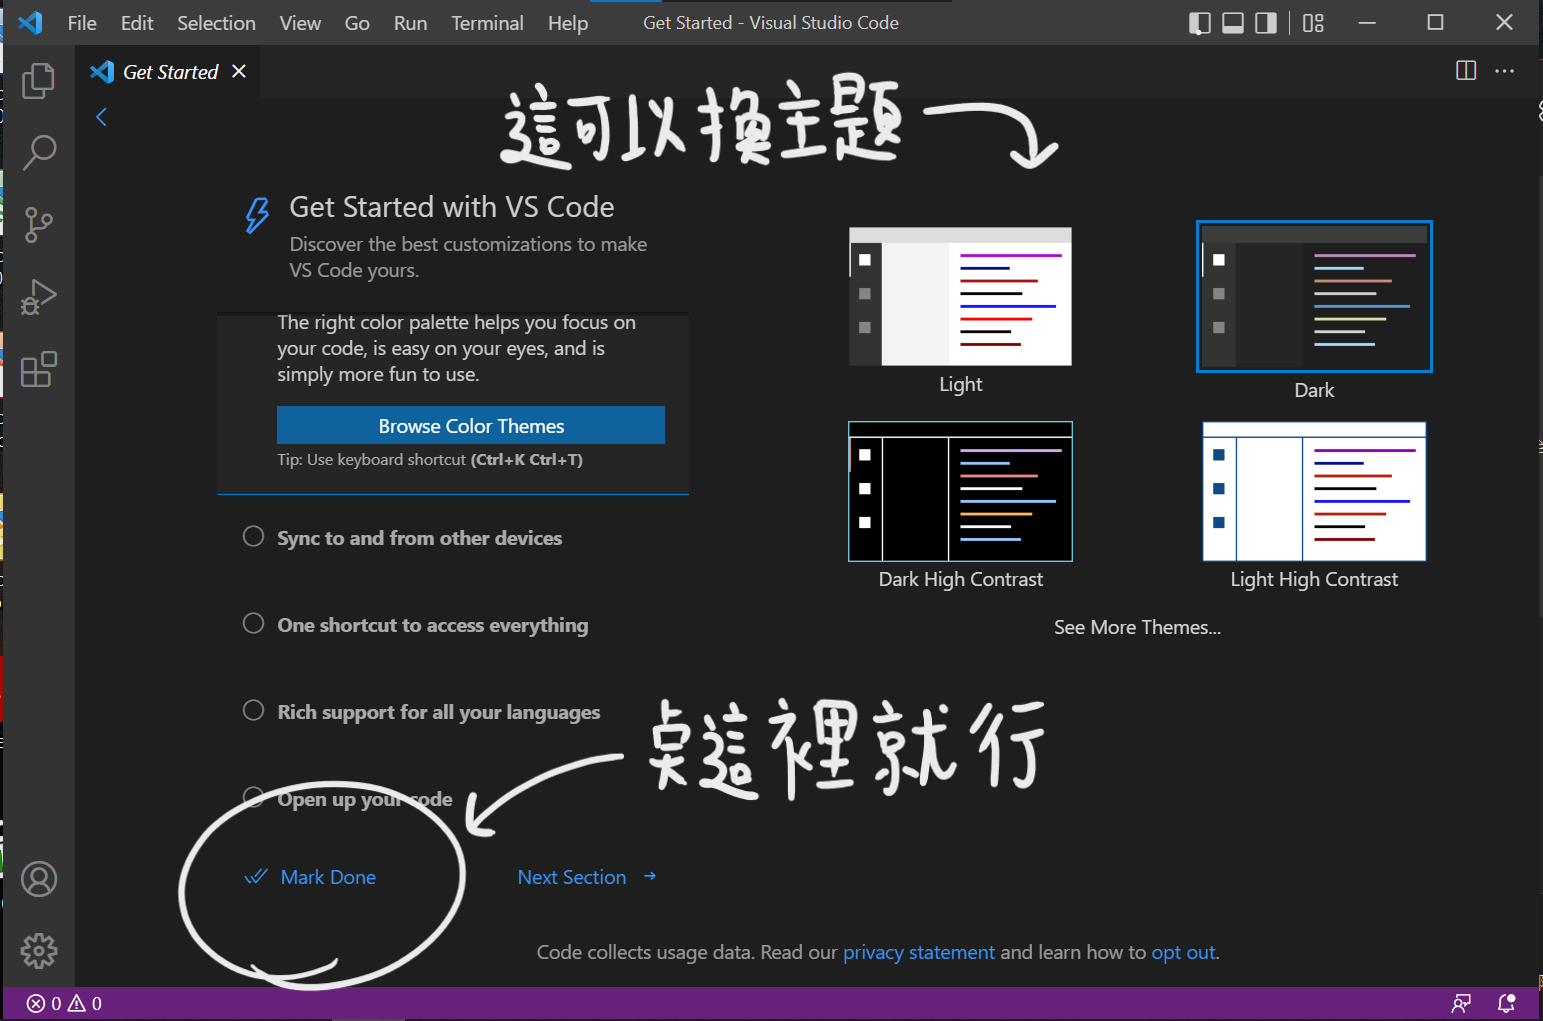 File Edit Selection View Go Run Terminal Help Get Started - Visual Studio Code
Get Started
這可以換主題
Get Started with VS Code
Discover the best customizations to make
VS Code yours.
The right color palette helps you focus on
your code, is easy on your eyes, and is
simply more fun to use.
Browse Color Themes
Tip: Use keyboard shortcut (Ctrl+K Ctrl+T)
Sync to and from other devices
One shortcut to access everything
Rich support for all your languages
Open up your code
Mark Done
Next Section →
Light
Dark
Dark High Contrast
Light High Contrast
See More Themes...
桌這裡就行
Code collects usage data. Read our privacy statement and learn how to opt out.
0 0